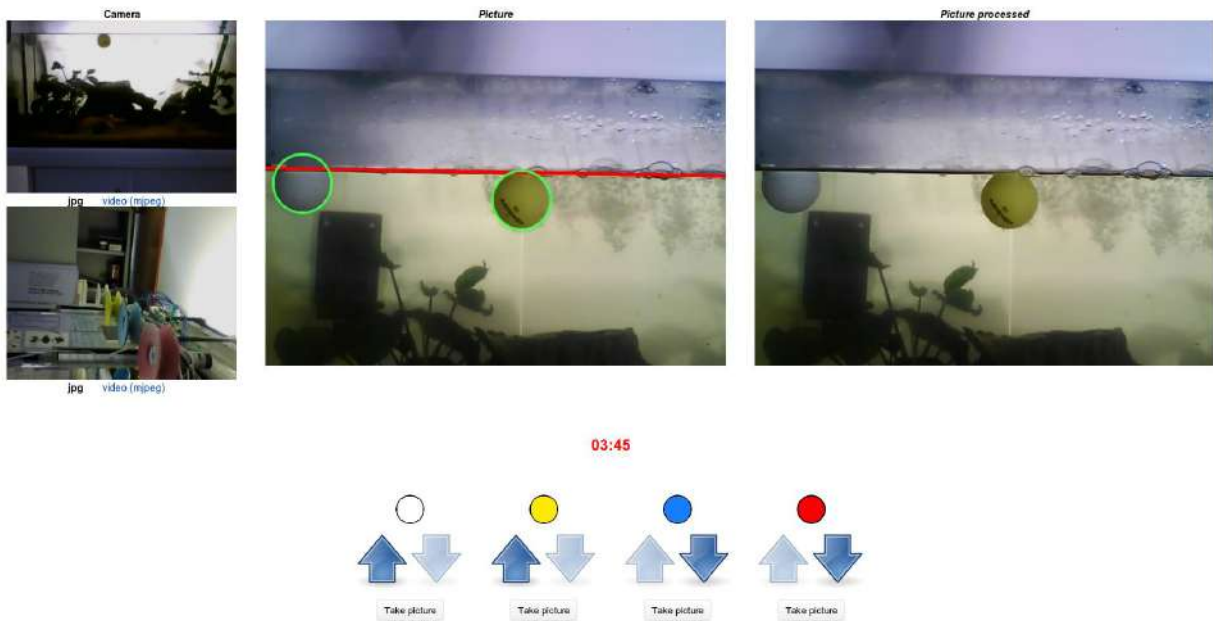 Camera
Picture
Picture processed
jpg video (mjpeg)
jpg video (mjpeg)
03:45
Take picture
Take picture
Take picture
Take picture